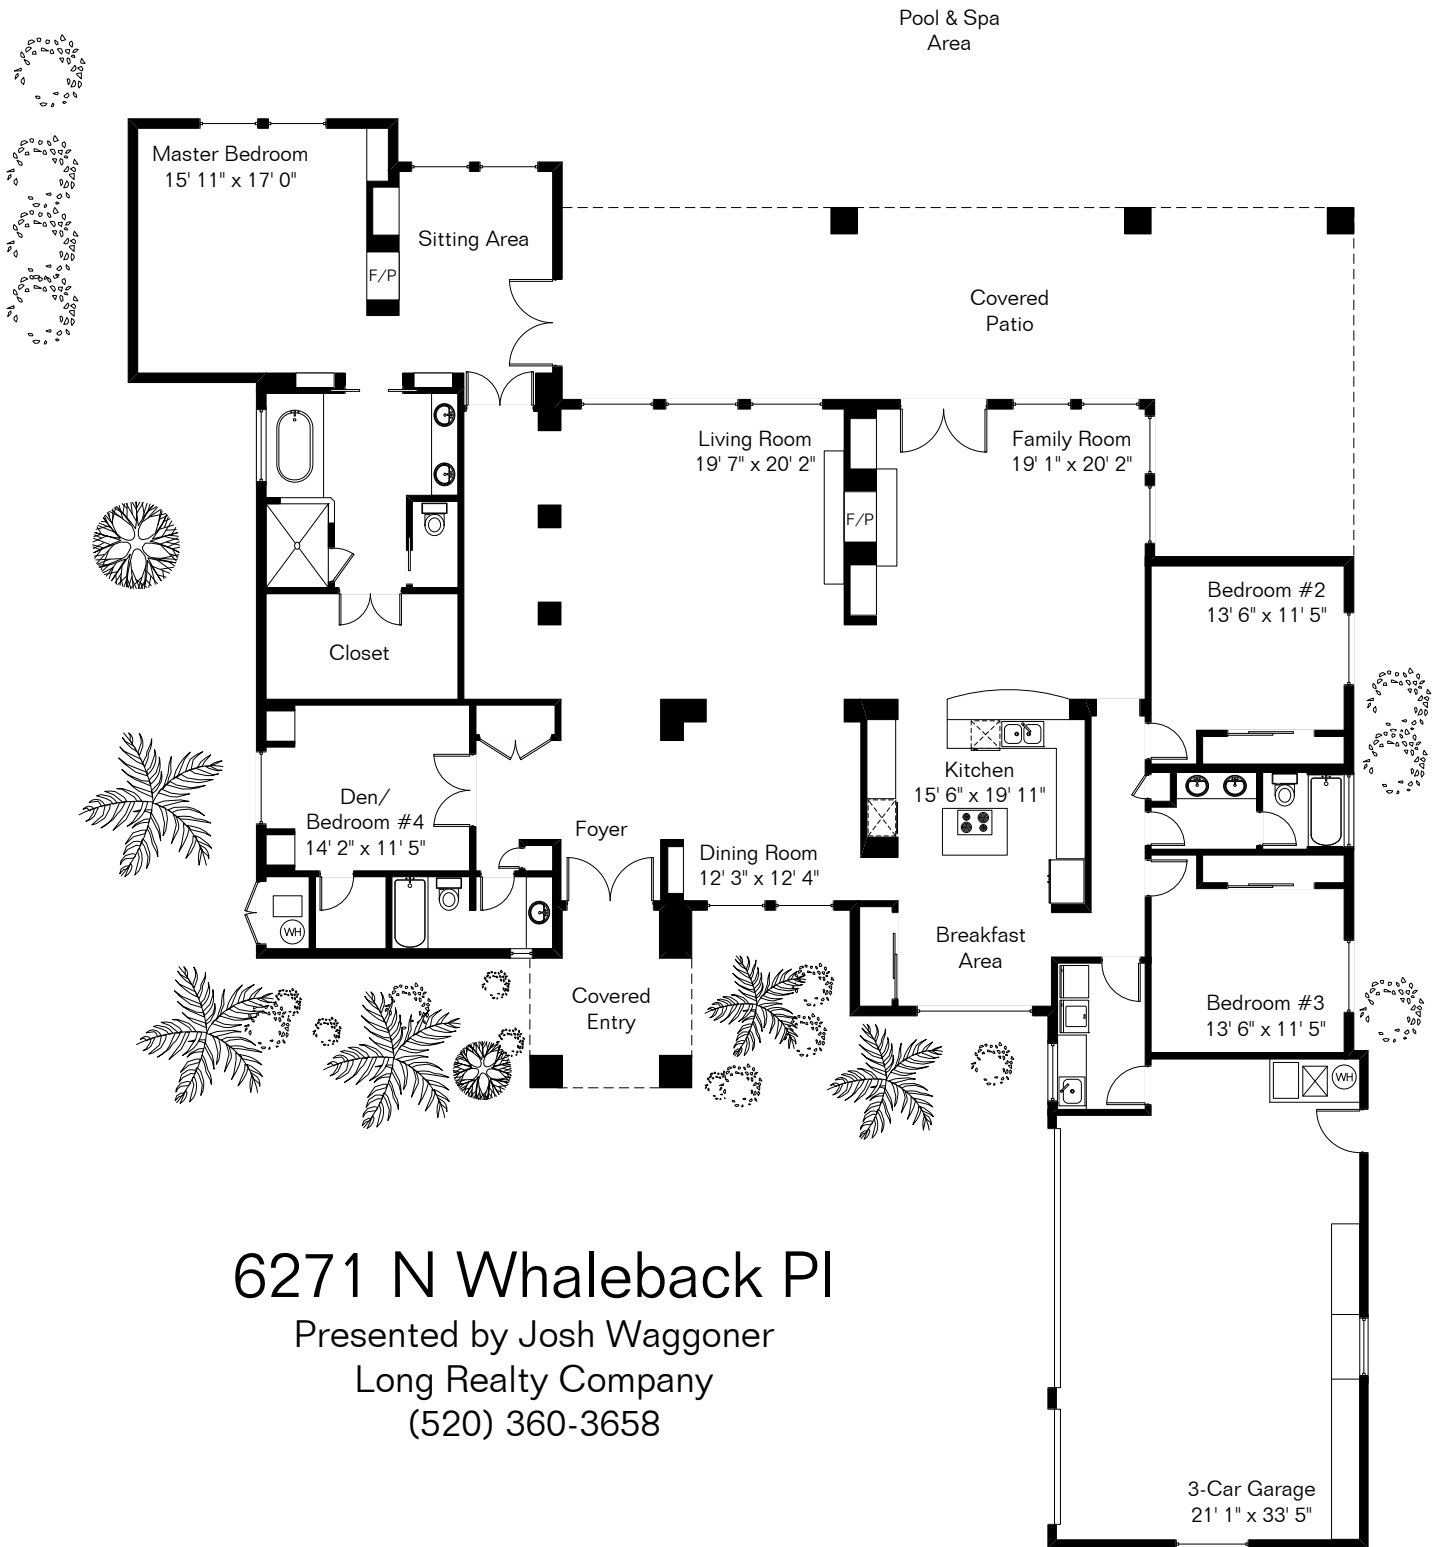 Pool & Spa
Area
Master Bedroom
15' 11" x 17' 0"
Sitting Area
F/P
Covered
Patio
Living Room
19' 7" x 20' 2"
Family Room
19' 1" x 20' 2"
F/P
Bedroom #2
13' 6" x 11' 5"
Closet
Kitchen
15' 6" x 19' 11"
Den/
Bedroom #4
14' 2" x 11' 5"
Foyer
Dining Room
12' 3" x 12' 4"
WH
Breakfast
Area
Covered
Entry
Bedroom #3
13' 6" x 11' 5"
WH
6271 N Whaleback Pl
Presented by Josh Waggoner
Long Realty Company
(520) 360-3658
3-Car Garage
21' 1" x 33' 5"